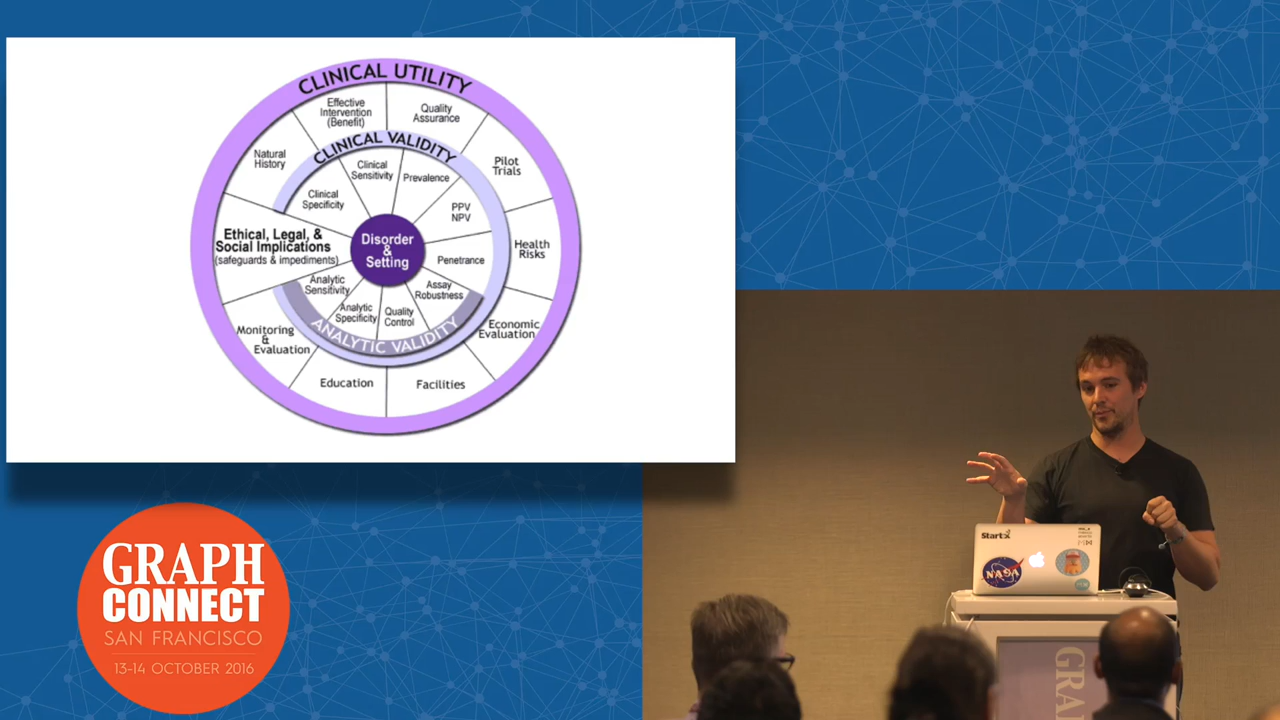 CLINICAL UTILITY
Effective
Intervention
(Benefit)
Quality
Assurance
Natural
History
Pilot
Trials
CLINICAL VALIDITY
Clinical
Sensitivity
Prevalence
Clinical
Specificity
PPV
NPV
Ethical, Legal, &
Social Implications
(safeguards & impediments)
Disorder
&
Setting
Health
Risks
Penetrance
Analytic
Sensitivity
Assay
Robustness
Analytic
Specificity
Quality
Control
ANALYTIC VALIDITY
Monitoring
&
Evaluation
Economic
Evaluation
Education
Facilities
GRAPH
CONNECT
SAN FRANCISCO
13-14 OCTOBER 2016
StartX
NASA
GRA